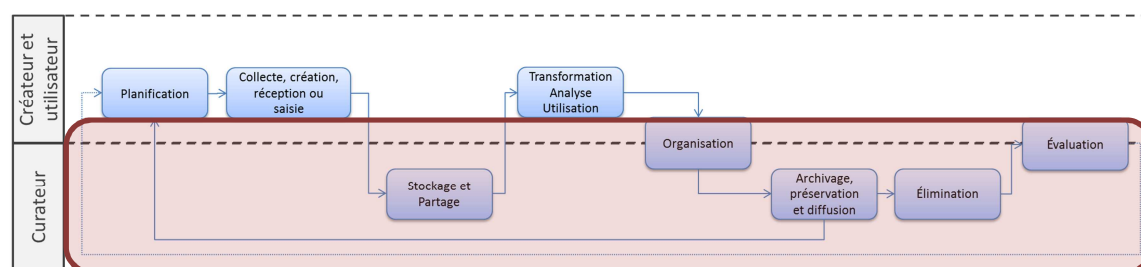 Créateur et
utilisateur
Planification
Collecte, création,
réception ou
saisie
Transformation
Analyse
Utilisation
Organisation
Évaluation
Curateur
Stockage et
Partage
Archivage,
préservation
et diffusion
Élimination